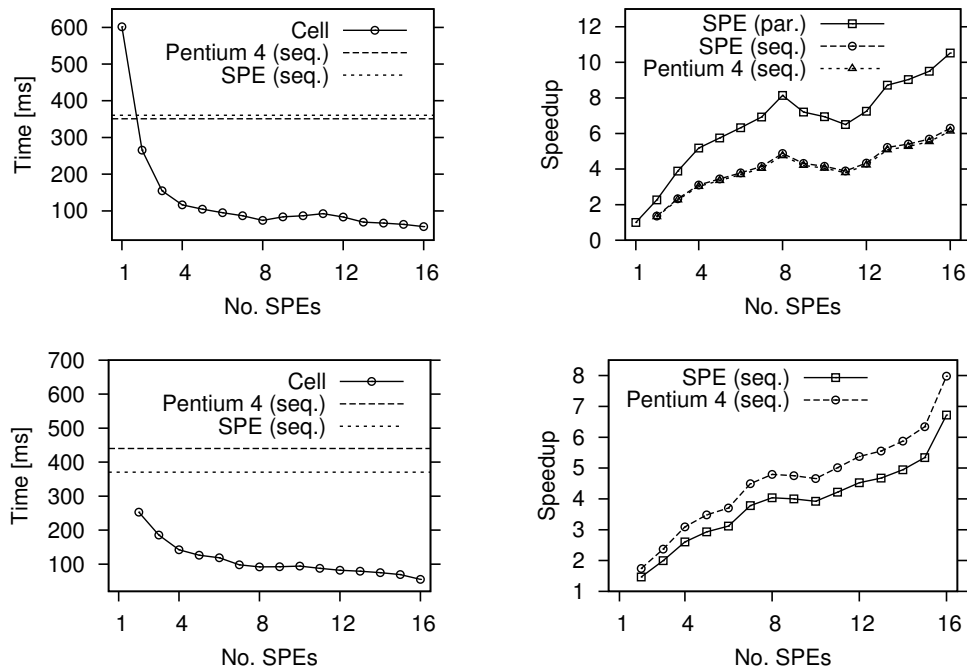 Time [ms]
600
500
400
300
200
100
Cell
Pentium 4 (seq.)
SPE (seq.)
1 4 8 12 16
No. SPEs
Speedup
12
10
8
6
4
2
0
SPE (par.)
SPE (seq.)
Pentium 4 (seq.)
1 4 8 12 16
No. SPEs
Time [ms]
700
600
500
400
300
200
100
Cell
Pentium 4 (seq.)
SPE (seq.)
1 4 8 12 16
No. SPEs
Speedup
8
7
6
5
4
3
2
1
SPE (seq.)
Pentium 4 (seq.)
1 4 8 12 16
No. SPEs